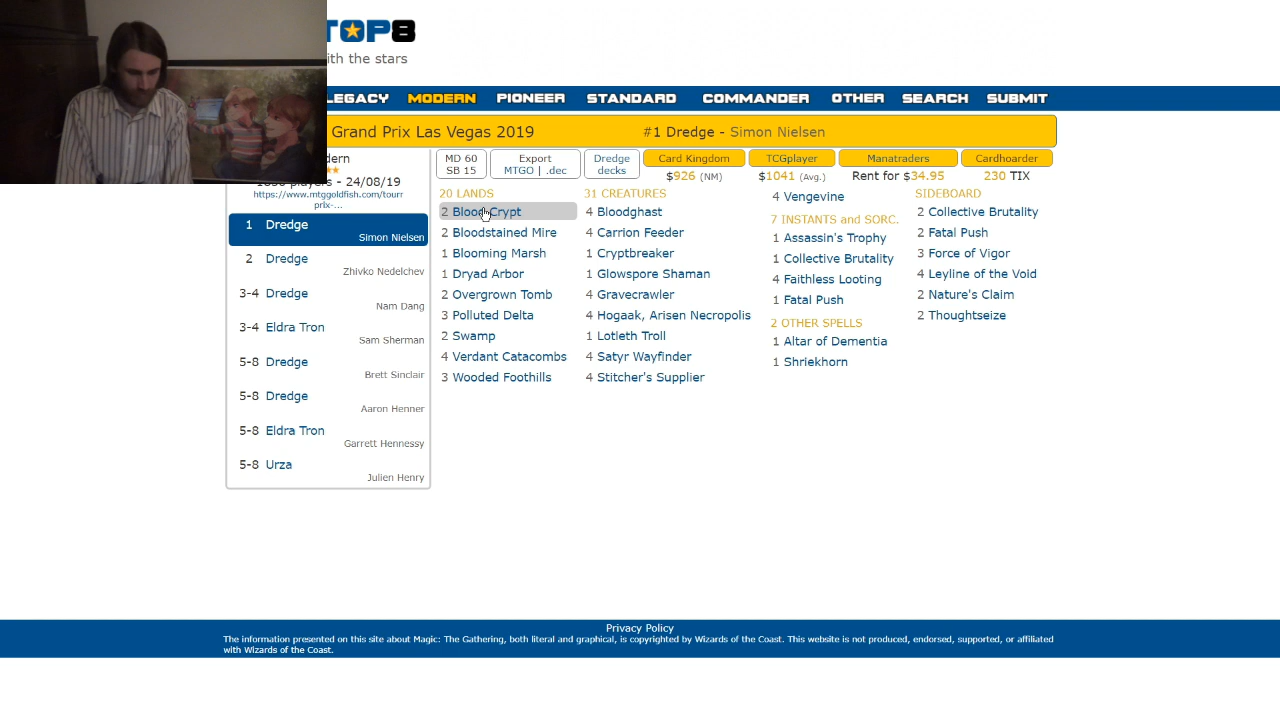 TOP8
ith the stars
LEGACY MODERN PIONEER STANDARD COMMANDER OTHER SEARCH SUBMIT
Grand Prix Las Vegas 2019 #1 Dredge - Simon Nielsen
dern
players - 24/08/19
https://www.mtggoldfish.com/tourr
prix-...
1 Dredge
Simon Nielsen
2 Dredge
Zhivko Nedelchev
3-4 Dredge
Nam Dang
3-4 Eldra Tron
Sam Sherman
5-8 Dredge
Brett Sinclair
5-8 Dredge
Aaron Henner
5-8 Eldra Tron
Garrett Hennessy
5-8 Urza
Julien Henry
MD 60
SB 15
Export
MTGO | .dec
Dredge
decks
Card Kingdom
$926 (NM)
TCGplayer
$1041 (Avg.)
Manatraders
Rent for $34.95
Cardhoarder
230 TIX
20 LANDS
2 Blood Crypt
2 Bloodstained Mire
1 Blooming Marsh
1 Dryad Arbor
2 Overgrown Tomb
3 Polluted Delta
2 Swamp
4 Verdant Catacombs
3 Wooded Foothills
31 CREATURES
4 Bloodghast
4 Carrion Feeder
1 Cryptbreaker
1 Glowspore Shaman
4 Gravecrawler
4 Hogaak, Arisen Necropolis
1 Lotleth Troll
4 Satyr Wayfinder
4 Stitcher's Supplier
4 Vengevine
7 INSTANTS and SORC.
1 Assassin's Trophy
1 Collective Brutality
4 Faithless Looting
1 Fatal Push
2 OTHER SPELLS
1 Altar of Dementia
1 Shriekhorn
SIDEBOARD
2 Collective Brutality
2 Fatal Push
3 Force of Vigor
4 Leyline of the Void
2 Nature's Claim
2 Thoughtseize
Privacy Policy
The information presented on this site about Magic: The Gathering, both literal and graphical, is copyrighted by Wizards of the Coast. This website is not produced, endorsed, supported, or affiliated
with Wizards of the Coast.